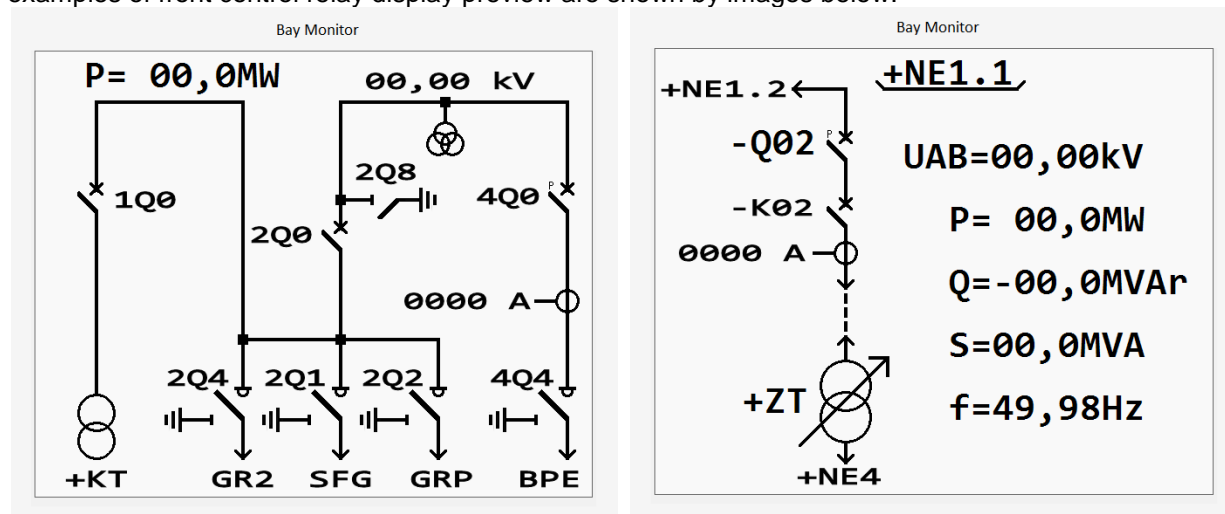 examples of front control relay display preview are shown by images below.
Bay Monitor
P= 00,0MW
00,00 kV
2Q8
1Q0
P
4Q0
2Q0
0000 A
2Q4
2Q1
2Q2
4Q4
+KT
GR2
SFG
GRP
BPE
Bay Monitor
+NE1.1
+NE1.2
P
-Q02
UAB=00,00kV
-K02
P= 00,0MW
0000 A
Q=-00,0MVAr
S=00,0MVA
+ZT
f=49,98Hz
+NE4